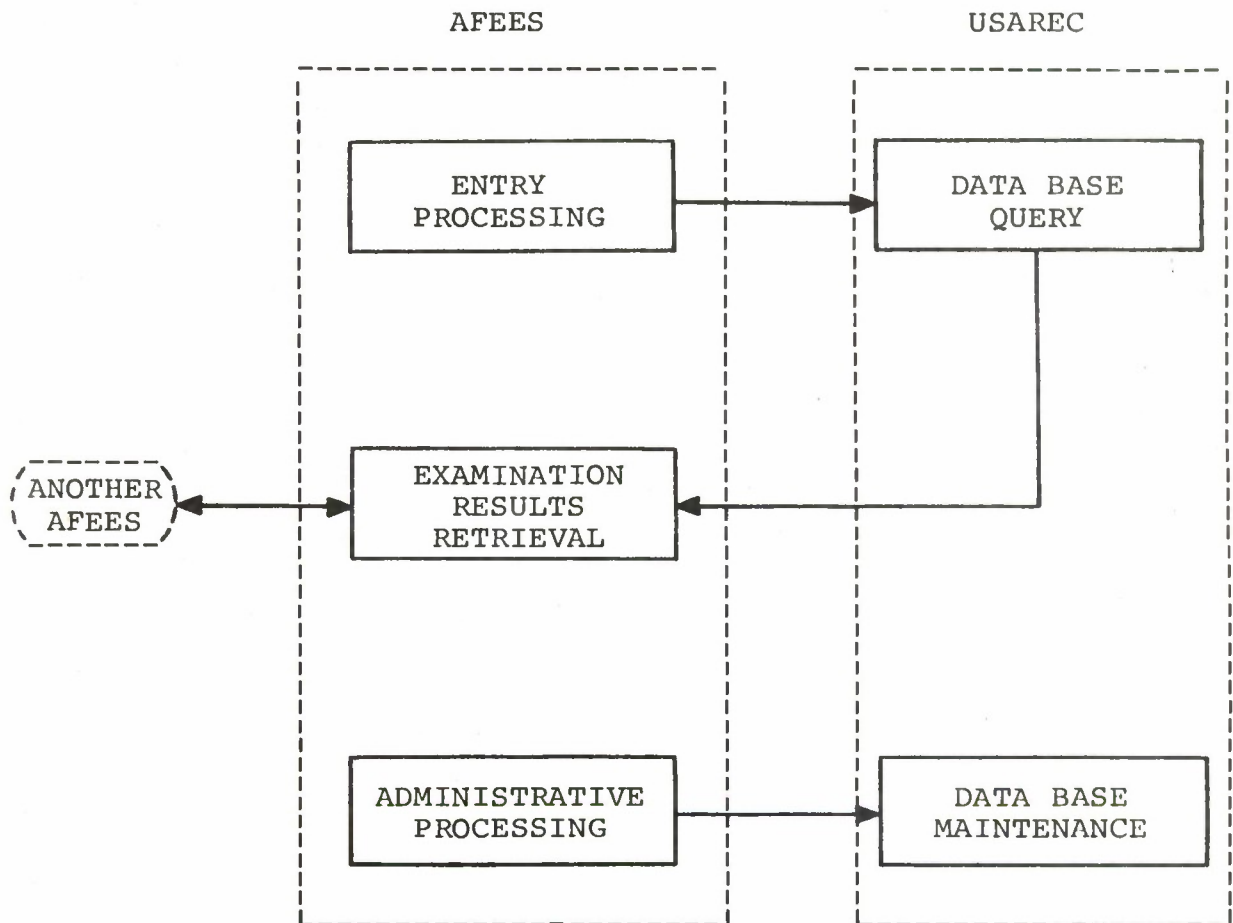 AFEES
USAREC
ENTRY
PROCESSING
DATA BASE
QUERY
ANOTHER
AFEES
EXAMINATION
RESULTS
RETRIEVAL
ADMINISTRATIVE
PROCESSING
DATA BASE
MAINTENANCE